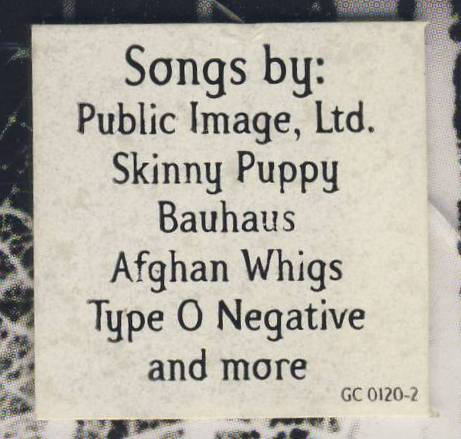 Songs by:
Public Image, Ltd.
Skinny Puppy
Bauhaus
Afghan Whigs
Type O Negative
and more
GC 0120-2